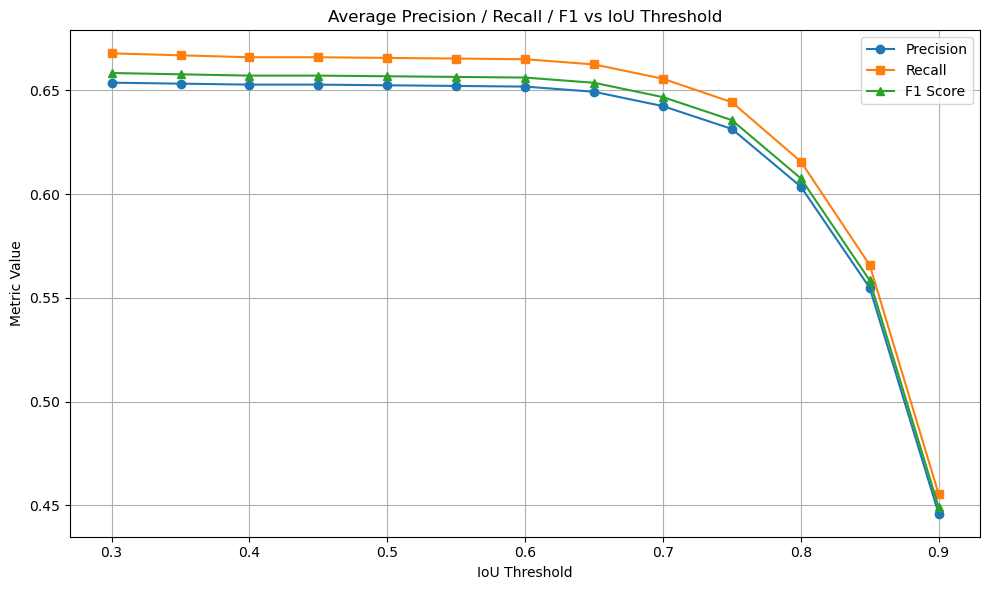 Average Precision / Recall / F1 vs IoU Threshold
Precision
Recall
F1 Score
Metric Value
0.65
0.60
0.55
0.50
0.45
0.3 0.4 0.5 0.6 0.7 0.8 0.9
IoU Threshold